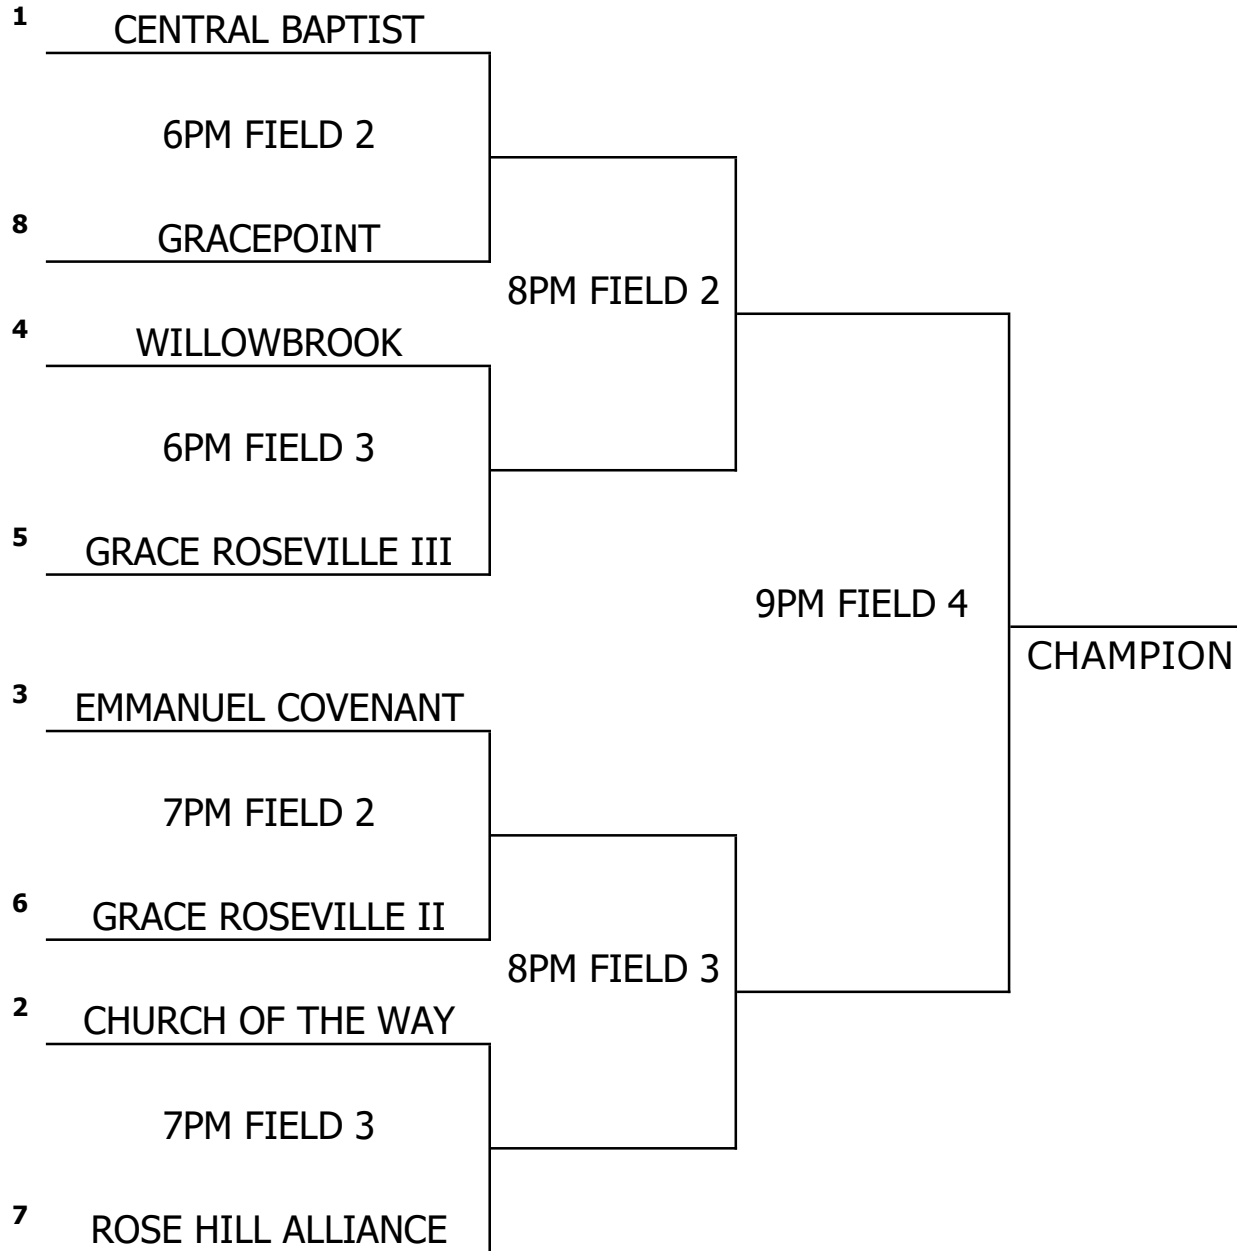 1
CENTRAL BAPTIST
6PM FIELD 2
8
GRACEPOINT
8PM FIELD 2
4
WILLOWBROOK
6PM FIELD 3
5
GRACE ROSEVILLE III
9PM FIELD 4
CHAMPION
3
EMMANUEL COVENANT
7PM FIELD 2
6
GRACE ROSEVILLE II
8PM FIELD 3
2
CHURCH OF THE WAY
7PM FIELD 3
7
ROSE HILL ALLIANCE